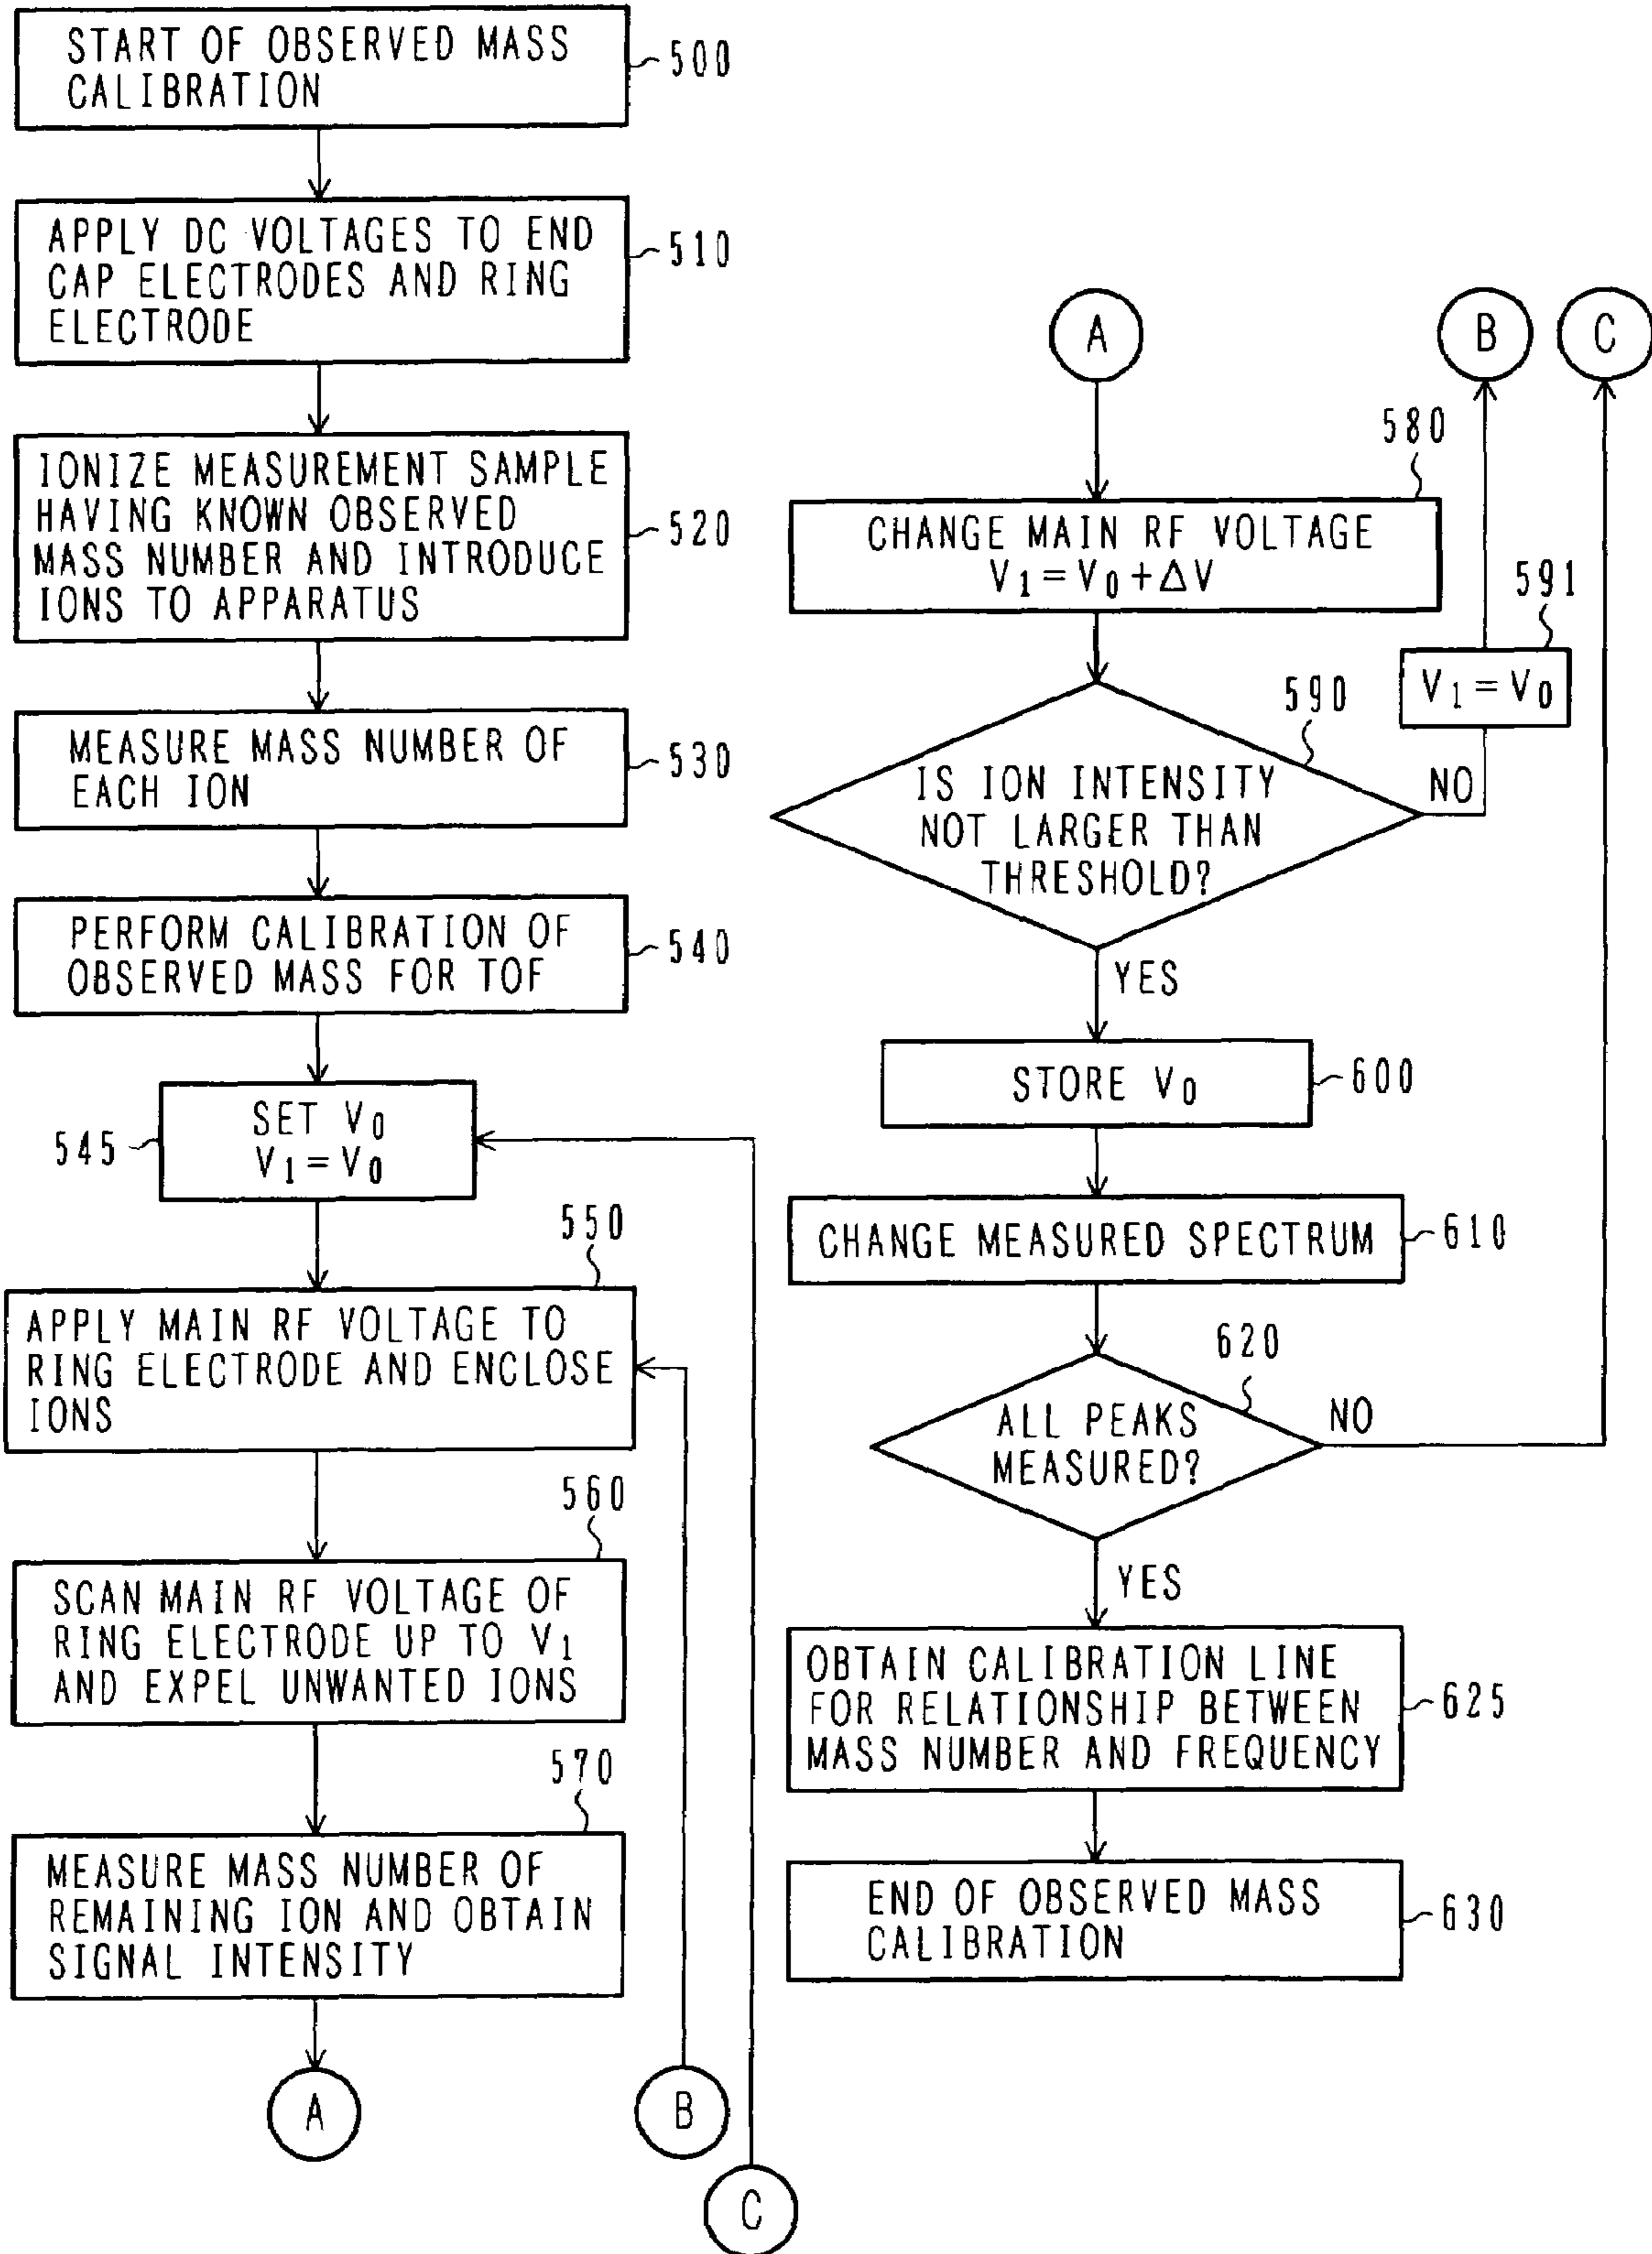 START OF OBSERVED MASS
CALIBRATION
500
APPLY DC VOLTAGES TO END
CAP ELECTRODES AND RING
ELECTRODE
510
IONIZE MEASUREMENT SAMPLE
HAVING KNOWN OBSERVED
MASS NUMBER AND INTRODUCE
IONS TO APPARATUS
520
MEASURE MASS NUMBER OF
EACH ION
530
PERFORM CALIBRATION OF
OBSERVED MASS FOR TOF
540
SET V0
V1 = V0
545
550
APPLY MAIN RF VOLTAGE TO
RING ELECTRODE AND ENCLOSE
IONS
560
SCAN MAIN RF VOLTAGE OF
RING ELECTRODE UP TO V1
AND EXPEL UNWANTED IONS
570
MEASURE MASS NUMBER OF
REMAINING ION AND OBTAIN
SIGNAL INTENSITY
A
B
C
A
B
C
580
CHANGE MAIN RF VOLTAGE
V1 = V0 + ΔV
591
V1 = V0
590
IS ION INTENSITY
NOT LARGER THAN
THRESHOLD?
NO
YES
STORE V0
600
CHANGE MEASURED SPECTRUM
610
620
ALL PEAKS
MEASURED?
NO
YES
OBTAIN CALIBRATION LINE
FOR RELATIONSHIP BETWEEN
MASS NUMBER AND FREQUENCY
625
END OF OBSERVED MASS
CALIBRATION
630